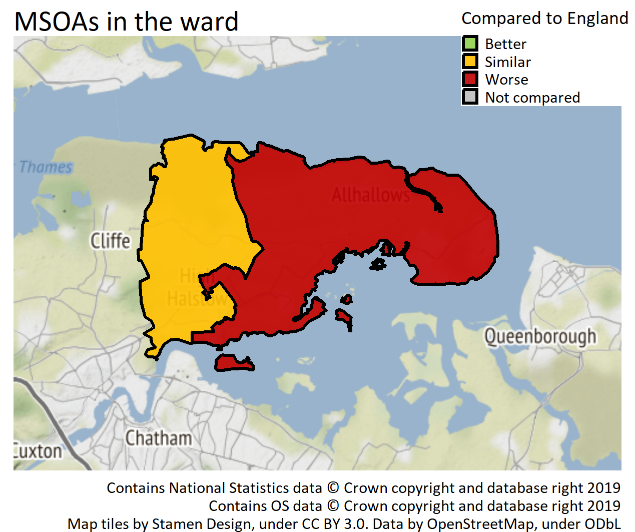 MSOAs in the ward
Compared to England
Better
Similar
Worse
Not compared
Thames
Allhallows
Cliffe
High
Halstow
Queenborough
Chatham
Contains National Statistics data © Crown copyright and database right 2019
Contains OS data © Crown copyright and database right 2019
Map tiles by Stamen Design, under CC BY 3.0. Data by OpenStreetMap, under ODbL